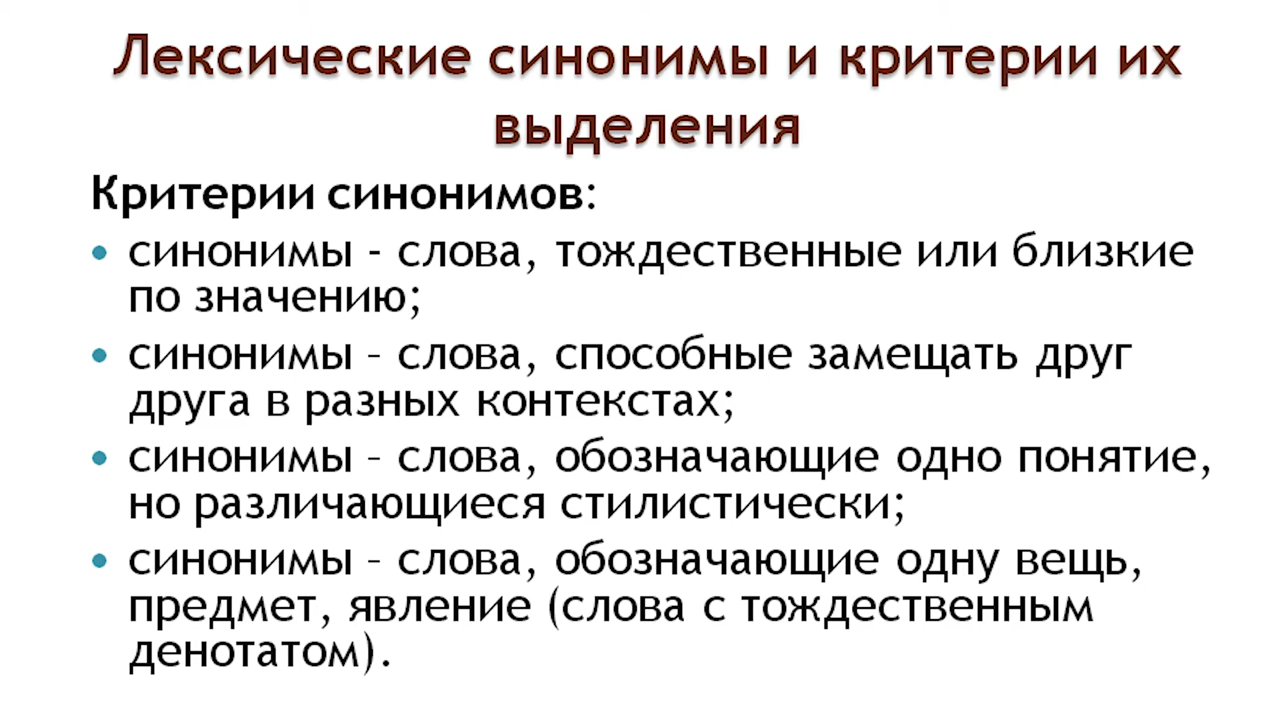 Лексические синонимы и критерии их
выделения
Критерии синонимов:
• синонимы - слова, тождественные или близкие
по значению;
• синонимы – слова, способные замещать друг
друга в разных контекстах;
• синонимы – слова, обозначающие одно понятие,
но различающиеся стилистически;
• синонимы – слова, обозначающие одну вещь,
предмет, явление (слова с тождественным
денотатом).